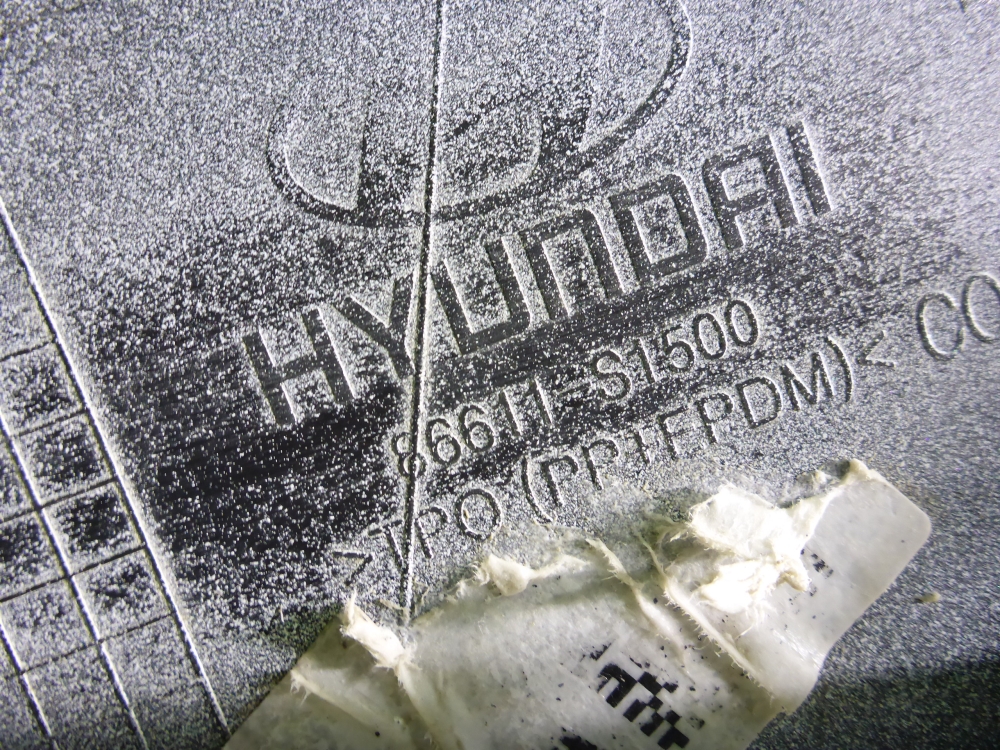 HYUNDAI
86611-S1500
>TPO (PP+EPDM)< CO